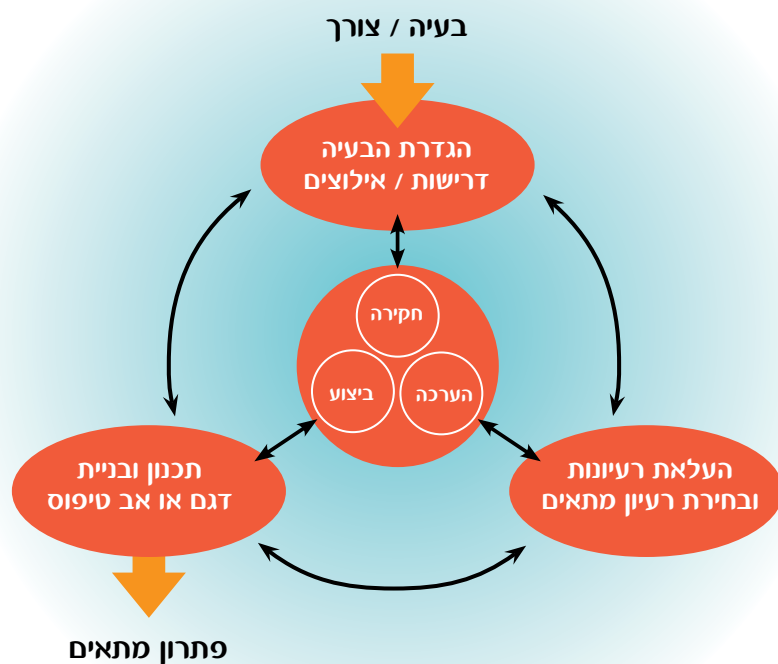 בעיה / צורך
הגדרת הבעיה
דרישות / אילוצים
חקירה
ביצוע
הערכה
העלאת רעיונות
ובחירת רעיון מתאים
תכנון ובניית
דגם או אב טיפוס
פתרון מתאים